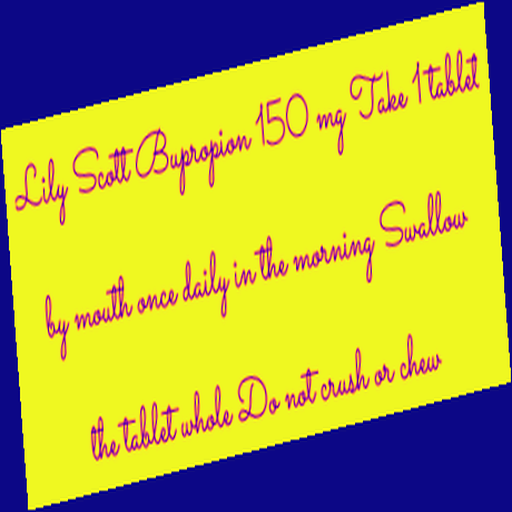 Lily Scott Bupropion 150 mg Take 1 tablet
by mouth once daily in the morning Swallow
the tablet whole Do not crush or chew